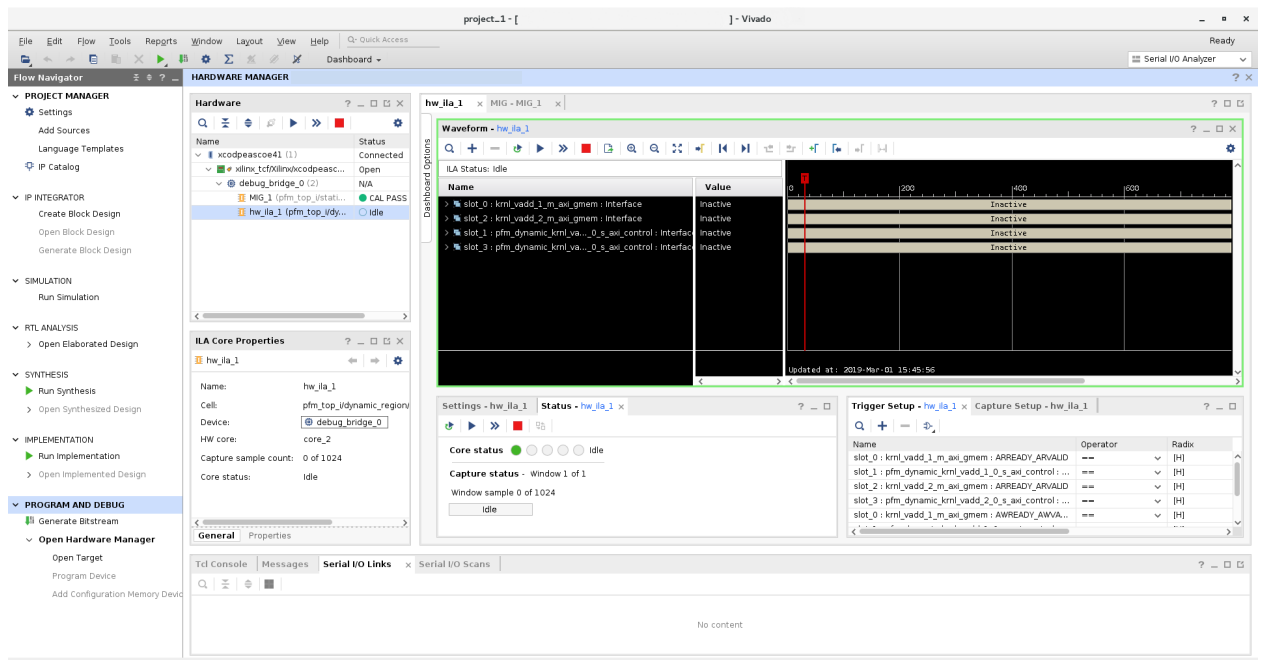 project_1 - [ ] - Vivado
File Edit Flow Tools Reports Window Layout View Help Q- Quick Access Ready
Dashboard Serial I/O Analyzer
Flow Navigator
HARDWARE MANAGER
PROJECT MANAGER
Settings
Add Sources
Language Templates
IP Catalog
IP INTEGRATOR
Create Block Design
Open Block Design
Generate Block Design
SIMULATION
Run Simulation
RTL ANALYSIS
Open Elaborated Design
SYNTHESIS
Run Synthesis
Open Synthesized Design
IMPLEMENTATION
Run Implementation
Open Implemented Design
PROGRAM AND DEBUG
Generate Bitstream
Open Hardware Manager
Open Target
Program Device
Add Configuration Memory Devic
Hardware
Name Status
xcodpeascoe41 (1) Connected
xilinx_tcf/Xilinx/xcodpeasc... Open
debug_bridge_0 (2) N/A
MIG_1 (pfm_top_i/stati... CAL PASS
hw_ila_1 (pfm_top_i/dy... Idle
ILA Core Properties
hw_ila_1
Name: hw_ila_1
Cell: pfm_top_i/dynamic_region/
Device: debug_bridge_0
HW core: core_2
Capture sample count: 0 of 1024
Core status: Idle
General Properties
hw_ila_1 MIG - MIG_1
Dashboard Options
Waveform - hw_ila_1
ILA Status: Idle
Name Value
0 200 400 600
slot_0 : krnl_vadd_1_m_axi_gmem : Interface Inactive Inactive
slot_2 : krnl_vadd_2_m_axi_gmem : Interface Inactive Inactive
slot_1 : pfm_dynamic_krnl_va..._0_s_axi_control : Interfac Inactive Inactive
slot_3 : pfm_dynamic_krnl_va..._0_s_axi_control : Interfac Inactive Inactive
Updated at: 2019-Mar-01 15:45:56
Settings - hw_ila_1 Status - hw_ila_1
Core status Idle
Capture status - Window 1 of 1
Window sample 0 of 1024
Idle
Trigger Setup - hw_ila_1 Capture Setup - hw_ila_1
Name Operator Radix
slot_0 : krnl_vadd_1_m_axi_gmem : ARREADY_ARVALID == [H]
slot_1 : pfm_dynamic_krnl_vadd_1_0_s_axi_control : ... == [H]
slot_2 : krnl_vadd_2_m_axi_gmem : ARREADY_ARVALID == [H]
slot_3 : pfm_dynamic_krnl_vadd_2_0_s_axi_control : ... == [H]
slot_0 : krnl_vadd_1_m_axi_gmem : AWREADY_AWVA... == [H]
Tcl Console Messages Serial I/O Links Serial I/O Scans
No content